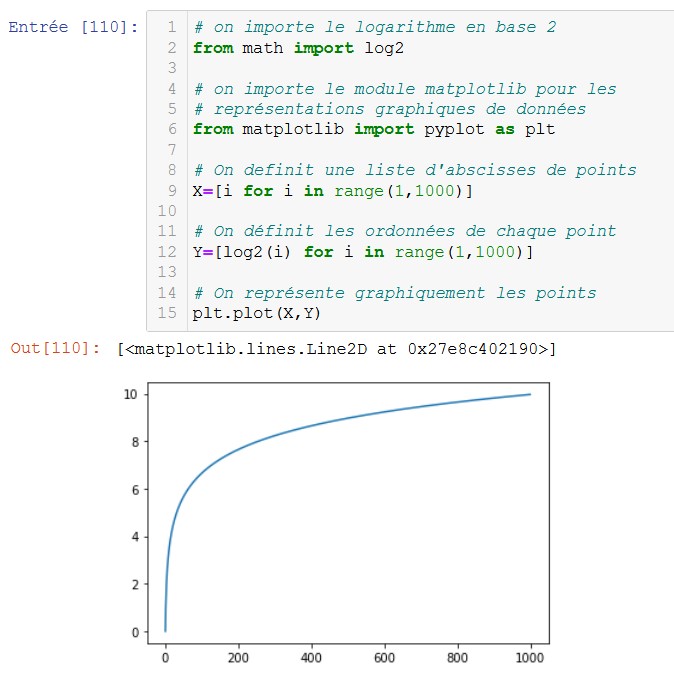 Entrée [110]:
1 # on importe le logarithme en base 2
2 from math import log2
3
4 # on importe le module matplotlib pour les
5 # représentations graphiques de données
6 from matplotlib import pyplot as plt
7
8 # On definit une liste d'abscisses de points
9 X=[i for i in range(1,1000)]
10
11 # On définit les ordonnées de chaque point
12 Y=[log2(i) for i in range(1,1000)]
13
14 # On représente graphiquement les points
15 plt.plot(X,Y)
Out[110]: [<matplotlib.lines.Line2D at 0x27e8c402190>]
10
8
6
4
2
0
0 200 400 600 800 1000